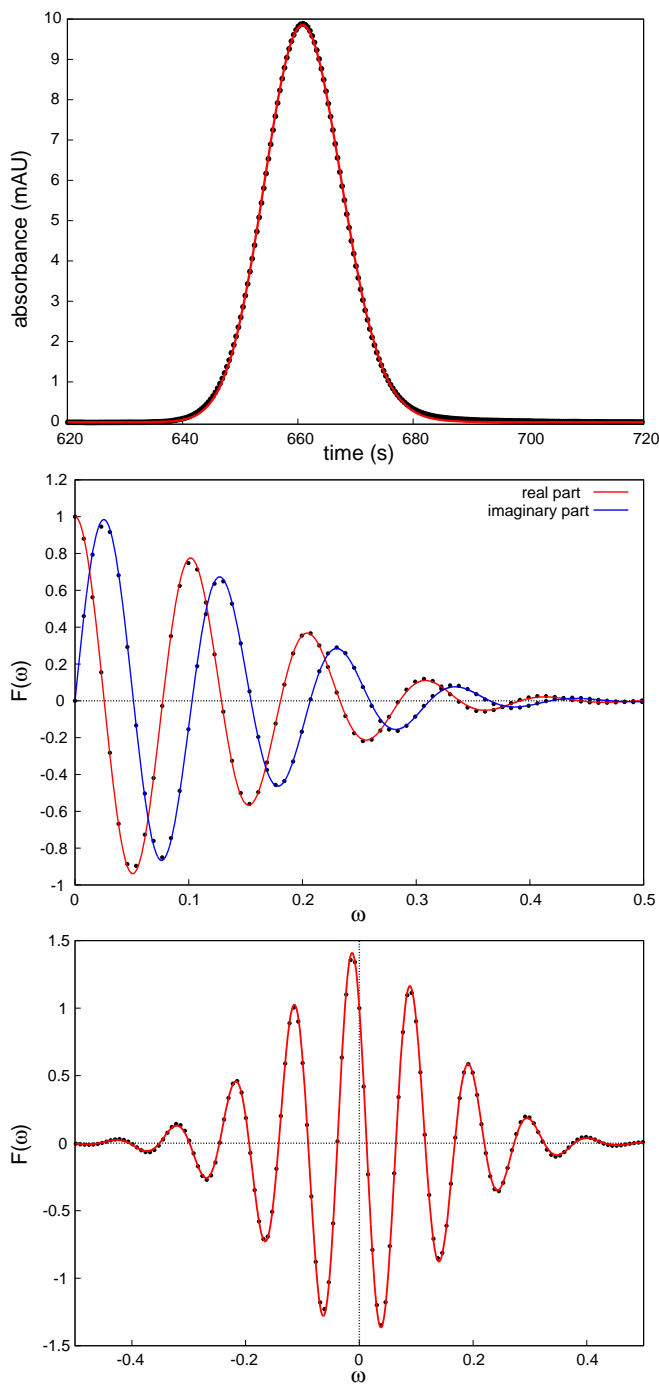 10
9
8
7
6
5
4
3
2
1
0
absorbance (mAU)
620 640 660 680 700 720
time (s)
1.2
1
0.8
0.6
0.4
0.2
0
-0.2
-0.4
-0.6
-0.8
-1
F(ω)
real part
imaginary part
0 0.1 0.2 0.3 0.4 0.5
ω
1.5
1
0.5
0
-0.5
-1
-1.5
F(ω)
-0.4 -0.2 0 0.2 0.4
ω